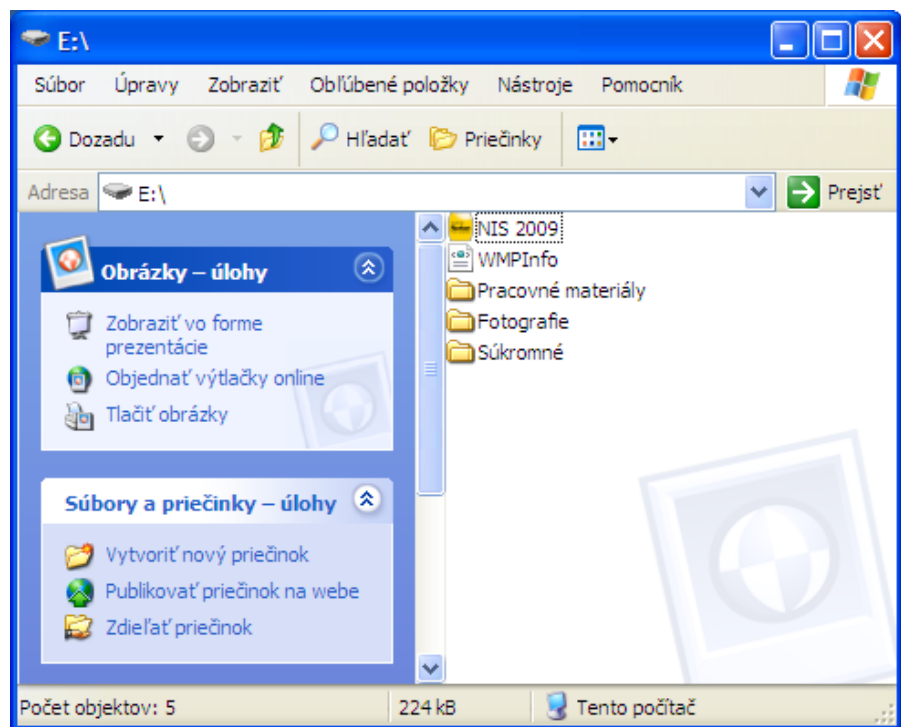 E:\
Súbor Úpravy Zobraziť Obľúbené položky Nástroje Pomocník
Dozadu Hľadať Priečinky
Adresa E:\ Prejsť
Obrázky – úlohy
Zobraziť vo forme
prezentácie
Objednať výtlačky online
Tlačiť obrázky
Súbory a priečinky – úlohy
Vytvoriť nový priečinok
Publikovať priečinok na webe
Zdieľať priečinok
NIS 2009
WMPInfo
Pracovné materiály
Fotografie
Súkromné
Počet objektov: 5 224 kB Tento počítač